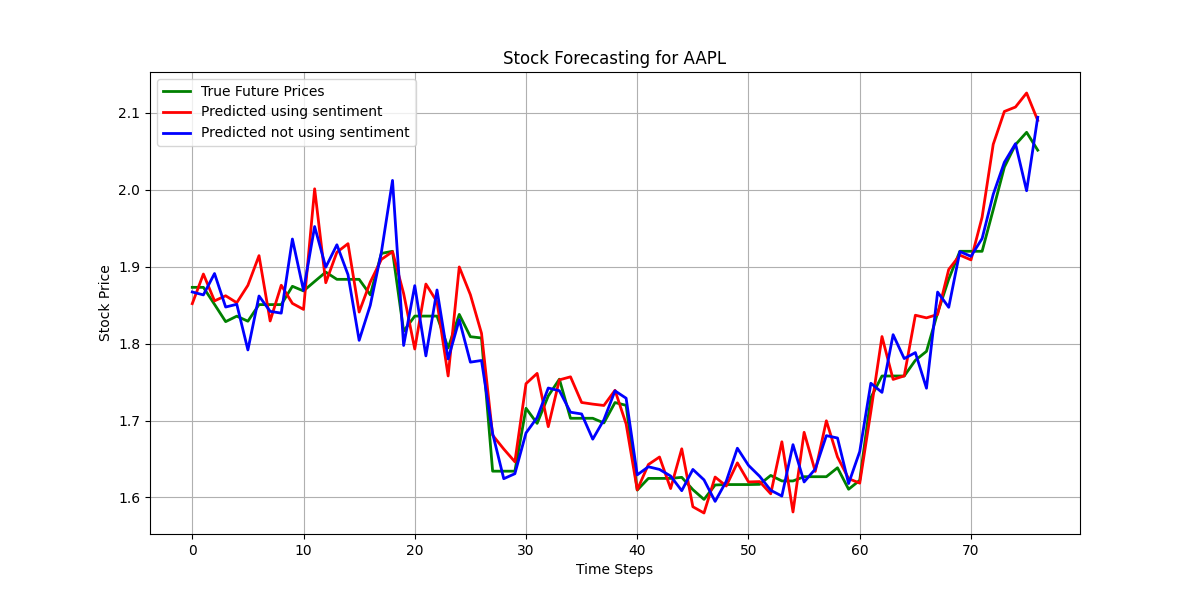 Stock Forecasting for AAPL
True Future Prices
Predicted using sentiment
Predicted not using sentiment
Stock Price
2.1
2.0
1.9
1.8
1.7
1.6
0 10 20 30 40 50 60 70
Time Steps